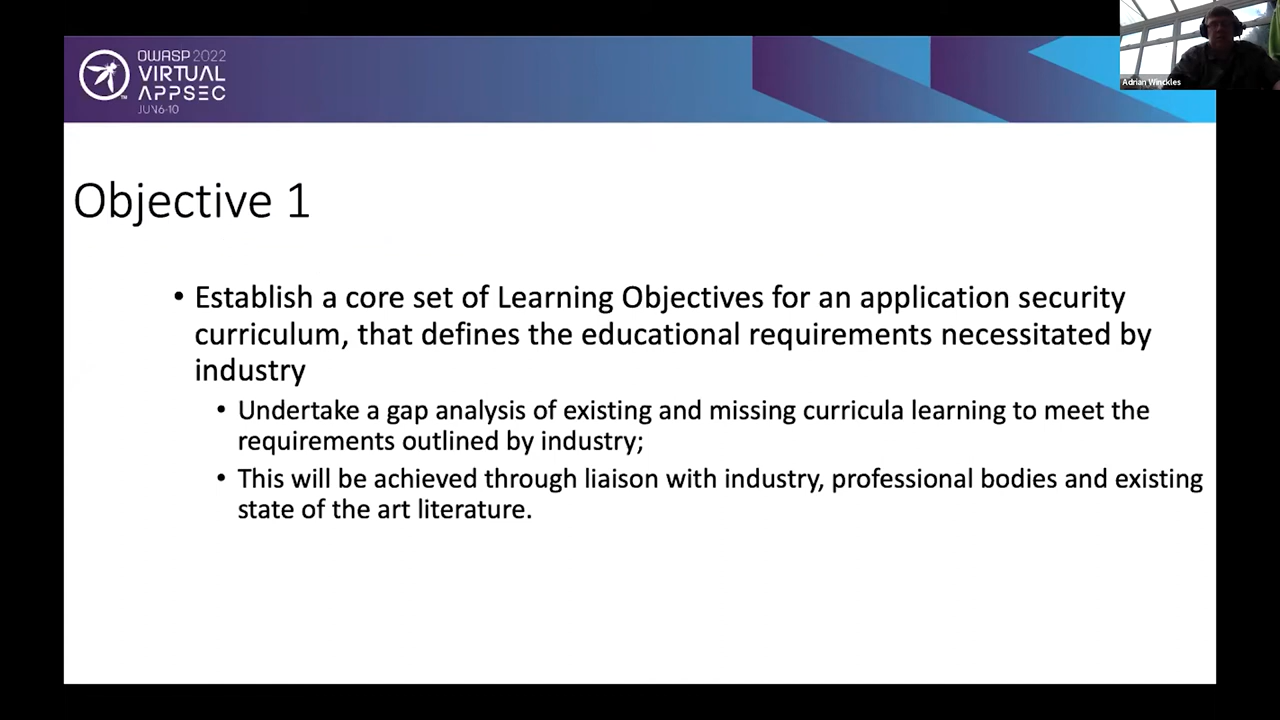 OWASP 2022
VIRTUAL
APPSEC
JUN 6-10
Adrian Winckles
Objective 1
• Establish a core set of Learning Objectives for an application security
curriculum, that defines the educational requirements necessitated by
industry
• Undertake a gap analysis of existing and missing curricula learning to meet the
requirements outlined by industry;
• This will be achieved through liaison with industry, professional bodies and existing
state of the art literature.